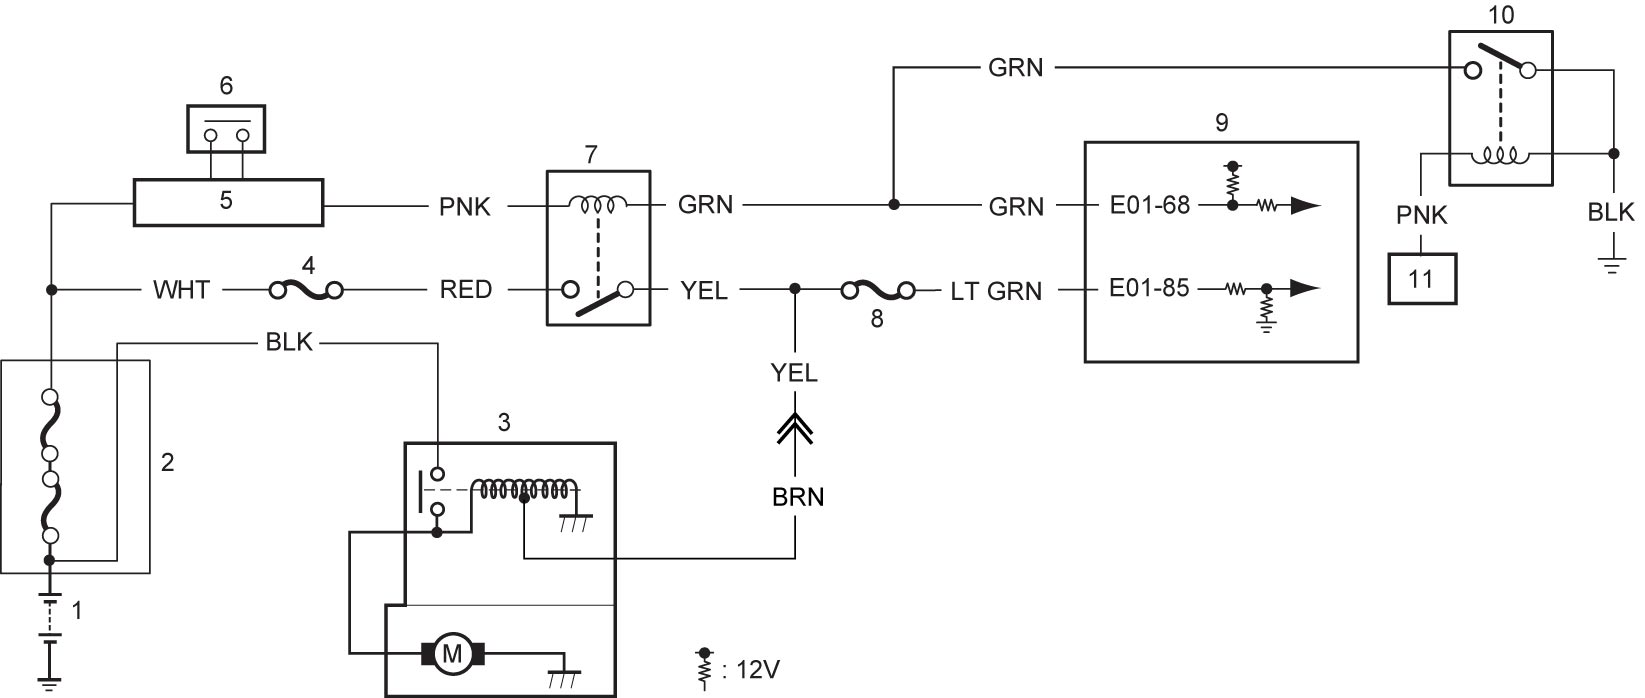 10
GRN
6
9
7
5
PNK
GRN
GRN
E01-68
PNK
BLK
4
WHT
RED
YEL
8
LT GRN
E01-85
11
BLK
YEL
3
2
BRN
1
M
: 12V